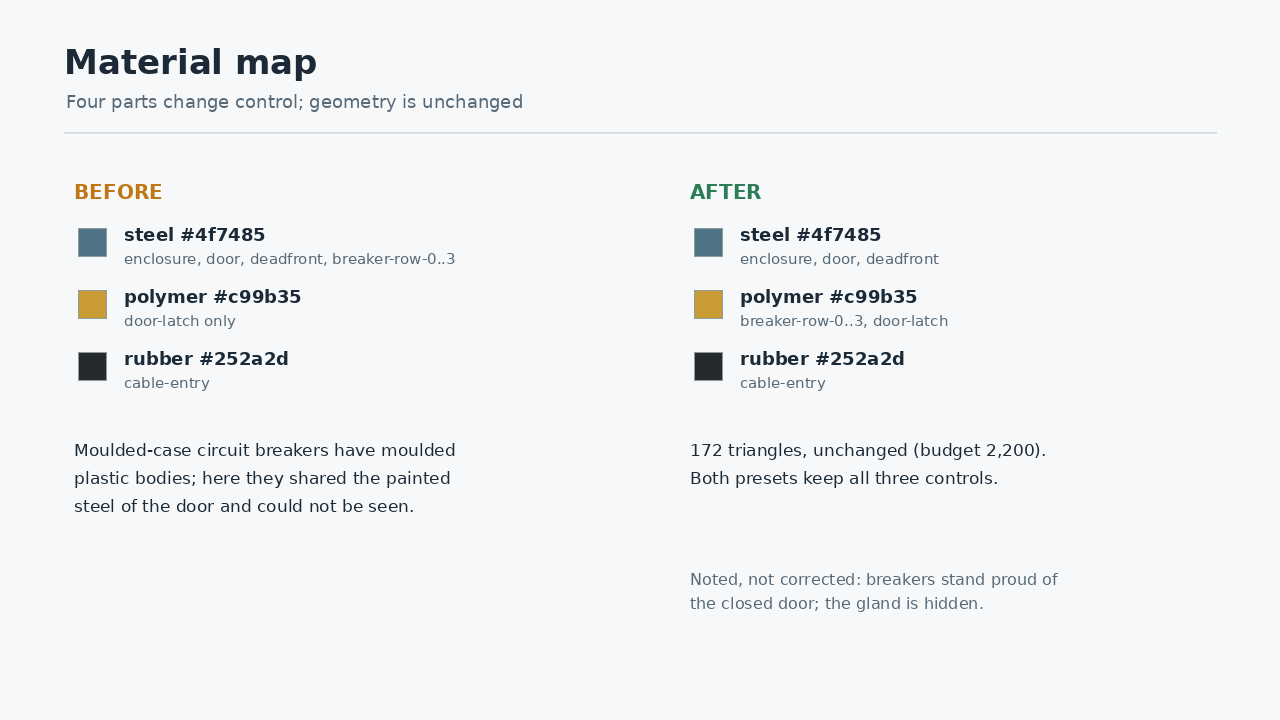 Material map
Four parts change control; geometry is unchanged
BEFORE
steel #4f7485
enclosure, door, deadfront, breaker-row-0..3
polymer #c99b35
door-latch only
rubber #252a2d
cable-entry
Moulded-case circuit breakers have moulded
plastic bodies; here they shared the painted
steel of the door and could not be seen.
AFTER
steel #4f7485
enclosure, door, deadfront
polymer #c99b35
breaker-row-0..3, door-latch
rubber #252a2d
cable-entry
172 triangles, unchanged (budget 2,200).
Both presets keep all three controls.
Noted, not corrected: breakers stand proud of
the closed door; the gland is hidden.